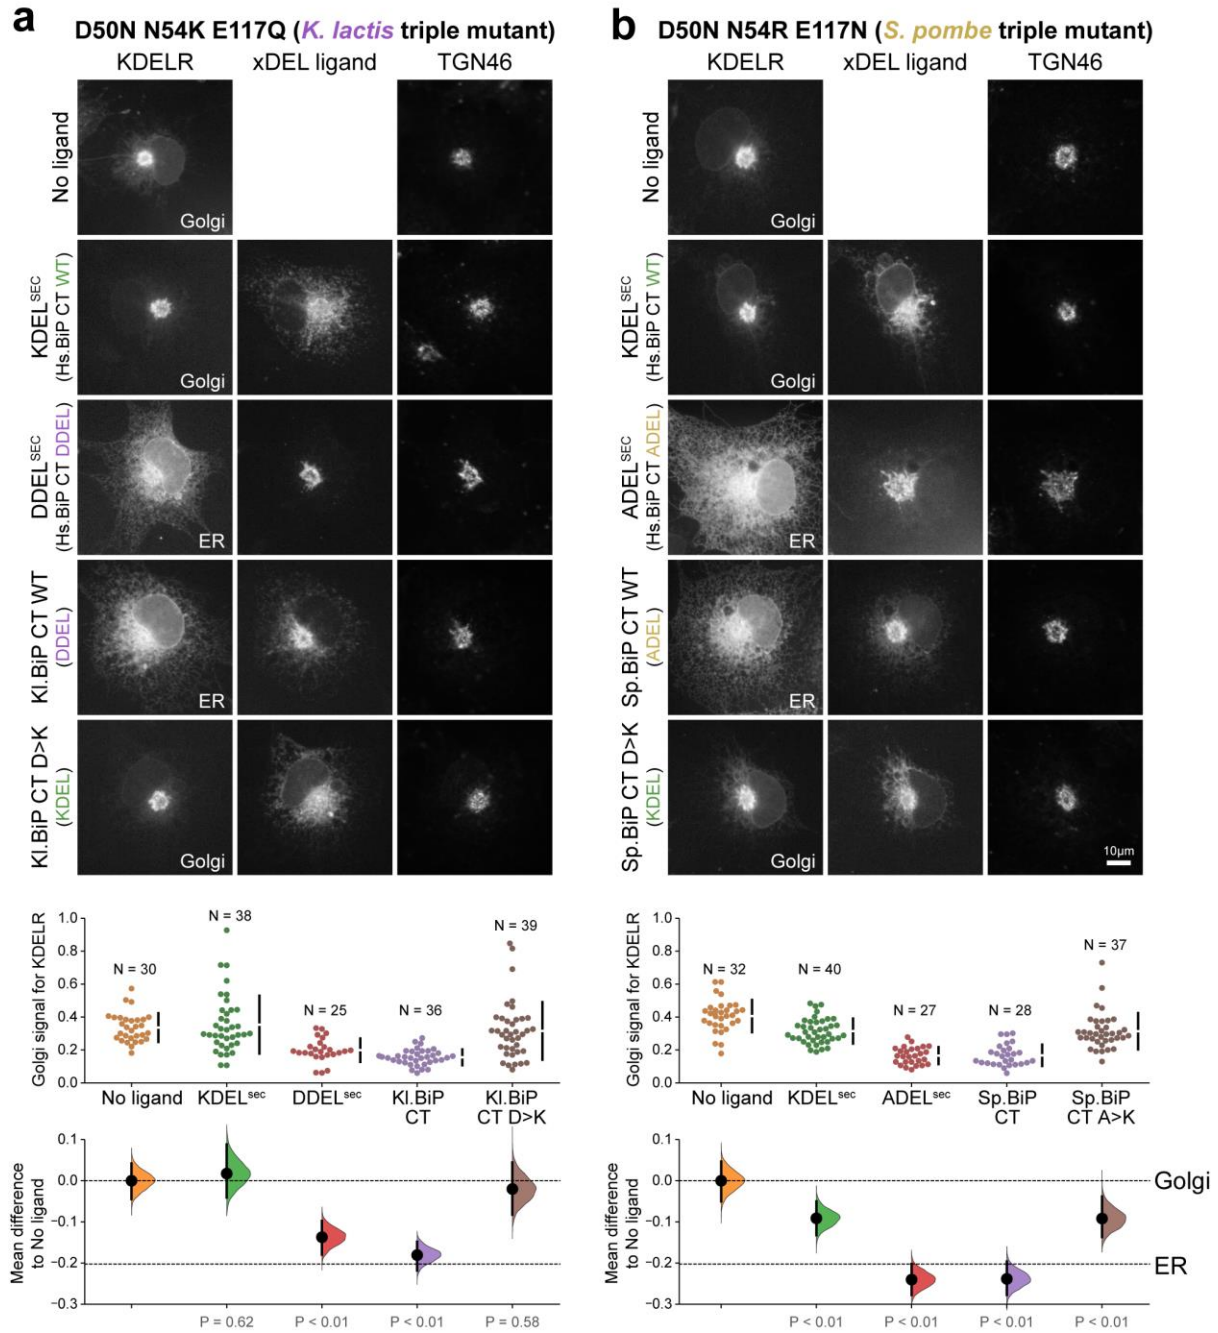 a
D50N N54K E117Q (K. lactis triple mutant)
KDELR
xDEL ligand
TGN46
No ligand
Golgi
KDELSEC
(Hs.BiP CT WT)
Golgi
DDELSEC
(Hs.BiP CT DDEL)
ER
Kl.BiP CT WT
(DDEL)
ER
Kl.BiP CT D>K
(KDEL)
Golgi
b
D50N N54R E117N (S. pombe triple mutant)
KDELR
xDEL ligand
TGN46
No ligand
Golgi
KDELSEC
(Hs.BiP CT WT)
Golgi
ADELSEC
(Hs.BiP CT ADEL)
ER
Sp.BiP CT WT
(ADEL)
ER
Sp.BiP CT D>K
(KDEL)
Golgi
10µm
Golgi signal for KDELR
1.0
0.8
0.6
0.4
0.2
0.0
N = 30
N = 38
N = 25
N = 36
N = 39
No ligand
KDELsec
DDELsec
Kl.BiP
CT
Kl.BiP
CT D>K
Mean difference
to No ligand
0.1
0.0
−0.1
−0.2
−0.3
P = 0.62
P < 0.01
P < 0.01
P = 0.58
Golgi signal for KDELR
1.0
0.8
0.6
0.4
0.2
0.0
N = 32
N = 40
N = 27
N = 28
N = 37
No ligand
KDELsec
ADELsec
Sp.BiP
CT
Sp.BiP
CT A>K
Mean difference
to No ligand
0.1
0.0
−0.1
−0.2
−0.3
Golgi
ER
P < 0.01
P < 0.01
P < 0.01
P < 0.01